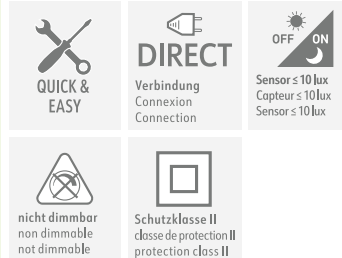 QUICK &
EASY
DIRECT
Verbindung
Connexion
Connection
OFF ON
Sensor ≤ 10 lux
Capteur ≤ 10 lux
Sensor ≤ 10 lux
nicht dimmbar
non dimmable
not dimmable
Schutzklasse II
classe de protection II
protection class II